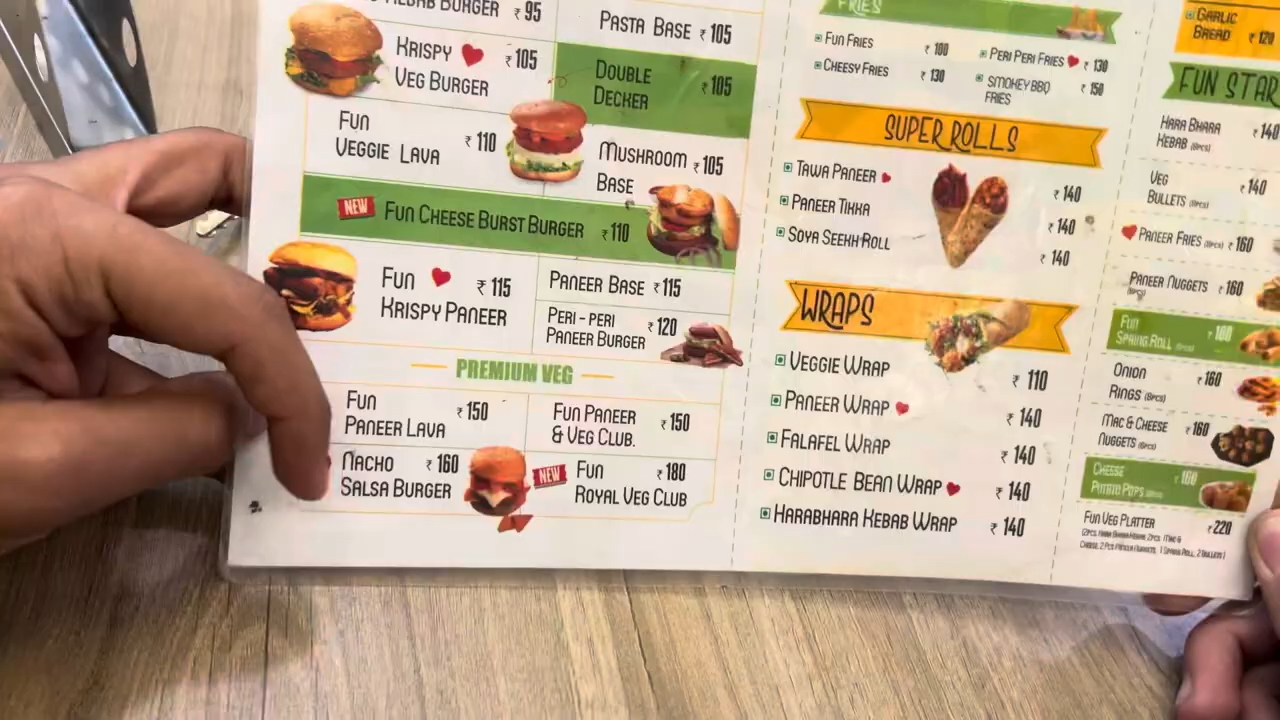 KEBAB BURGER ₹95
PASTA BASE ₹105
KRISPY ₹105
VEG BURGER
DOUBLE ₹105
DECKER
FUN ₹110
VEGGIE LAVA
MUSHROOM ₹105
BASE
NEW FUN CHEESE BURST BURGER ₹110
FUN ₹115
KRISPY PANEER
PANEER BASE ₹115
PERI-PERI ₹120
PANEER BURGER
PREMIUM VEG
FUN ₹150
PANEER LAVA
FUN PANEER ₹150
& VEG CLUB.
NACHO ₹160
SALSA BURGER
NEW FUN ₹180
ROYAL VEG CLUB
FRIES
FUN FRIES ₹100
CHEESY FRIES ₹130
PERI PERI FRIES ₹130
SMOKEY BBQ ₹150
FRIES
SUPER ROLLS
TAWA PANEER ₹140
PANEER TIKKA ₹140
SOYA SEEKH ROLL ₹140
WRAPS
VEGGIE WRAP ₹110
PANEER WRAP ₹140
FALAFEL WRAP ₹140
CHIPOTLE BEAN WRAP ₹140
HARABHARA KEBAB WRAP ₹140
GARLIC
BREAD ₹120
FUN STAR
HARA BHARA ₹140
KEBAB (8PCS)
VEG ₹140
BULLETS
PANEER FRIES ₹160
PANEER NUGGETS ₹160
FUN ₹160
SPRING ROLL
ONION ₹160
RINGS
MAC & CHEESE ₹160
NUGGETS
CHEESE ₹160
POTATO POPS
FUN VEG PLATTER ₹220